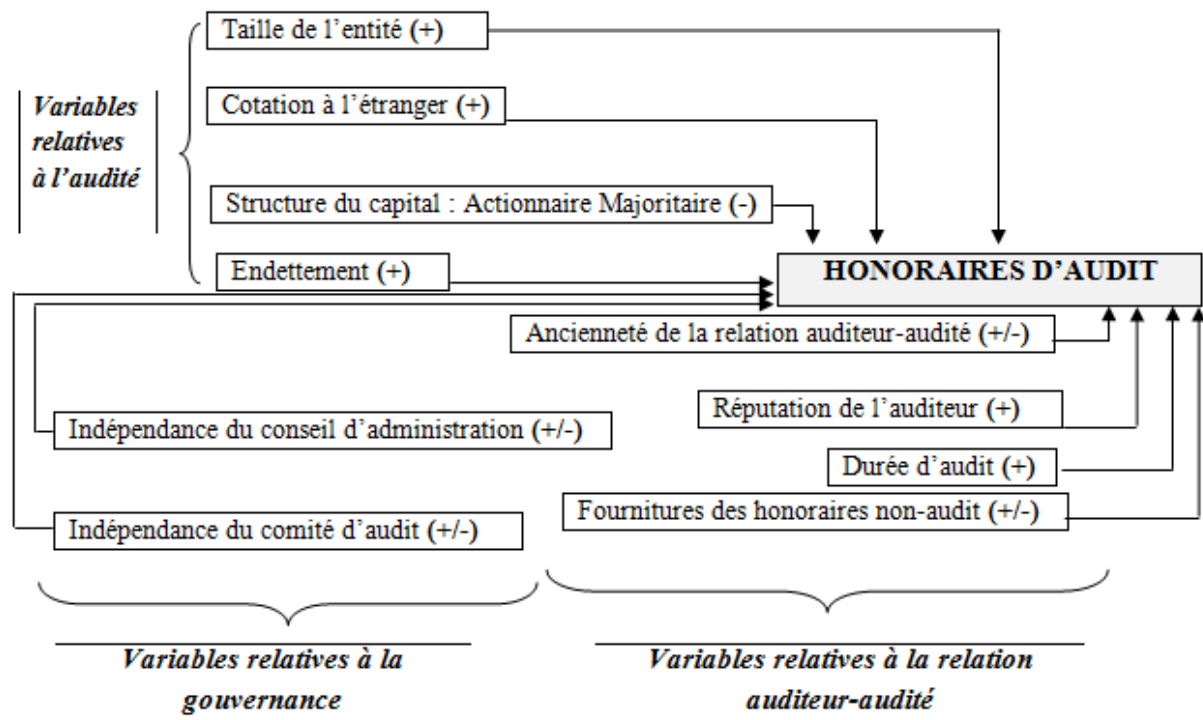 Taille de l’entité (+)
Variables
relatives
à l’audité
Cotation à l’étranger (+)
Structure du capital : Actionnaire Majoritaire (-)
Endettement (+)
HONORAIRES D’AUDIT
Ancienneté de la relation auditeur-audité (+/-)
Réputation de l’auditeur (+)
Indépendance du conseil d’administration (+/-)
Durée d’audit (+)
Fournitures des honoraires non-audit (+/-)
Indépendance du comité d’audit (+/-)
Variables relatives à la
gouvernance
Variables relatives à la relation
auditeur-audité